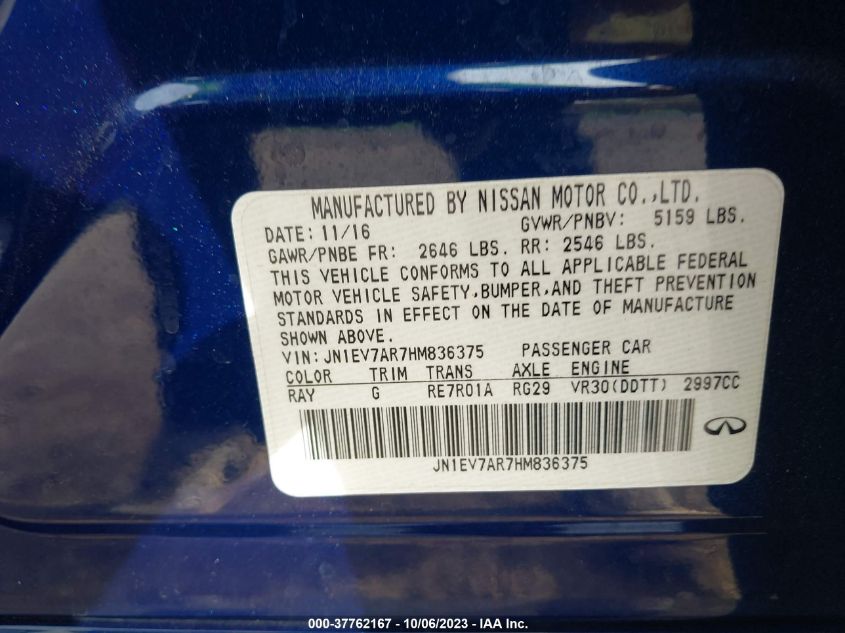 MANUFACTURED BY NISSAN MOTOR CO.,LTD.
DATE: 11/16 GVWR/PNBV: 5159 LBS.
GAWR/PNBE FR: 2646 LBS. RR: 2546 LBS.
THIS VEHICLE CONFORMS TO ALL APPLICABLE FEDERAL
MOTOR VEHICLE SAFETY,BUMPER,AND THEFT PREVENTION
STANDARDS IN EFFECT ON THE DATE OF MANUFACTURE
SHOWN ABOVE.
VIN: JN1EV7AR7HM836375 PASSENGER CAR
COLOR TRIM TRANS AXLE ENGINE
RAY G RE7R01A RG29 VR30(DDTT) 2997CC
JN1EV7AR7HM836375
000-37762167 - 10/06/2023 - IAA Inc.